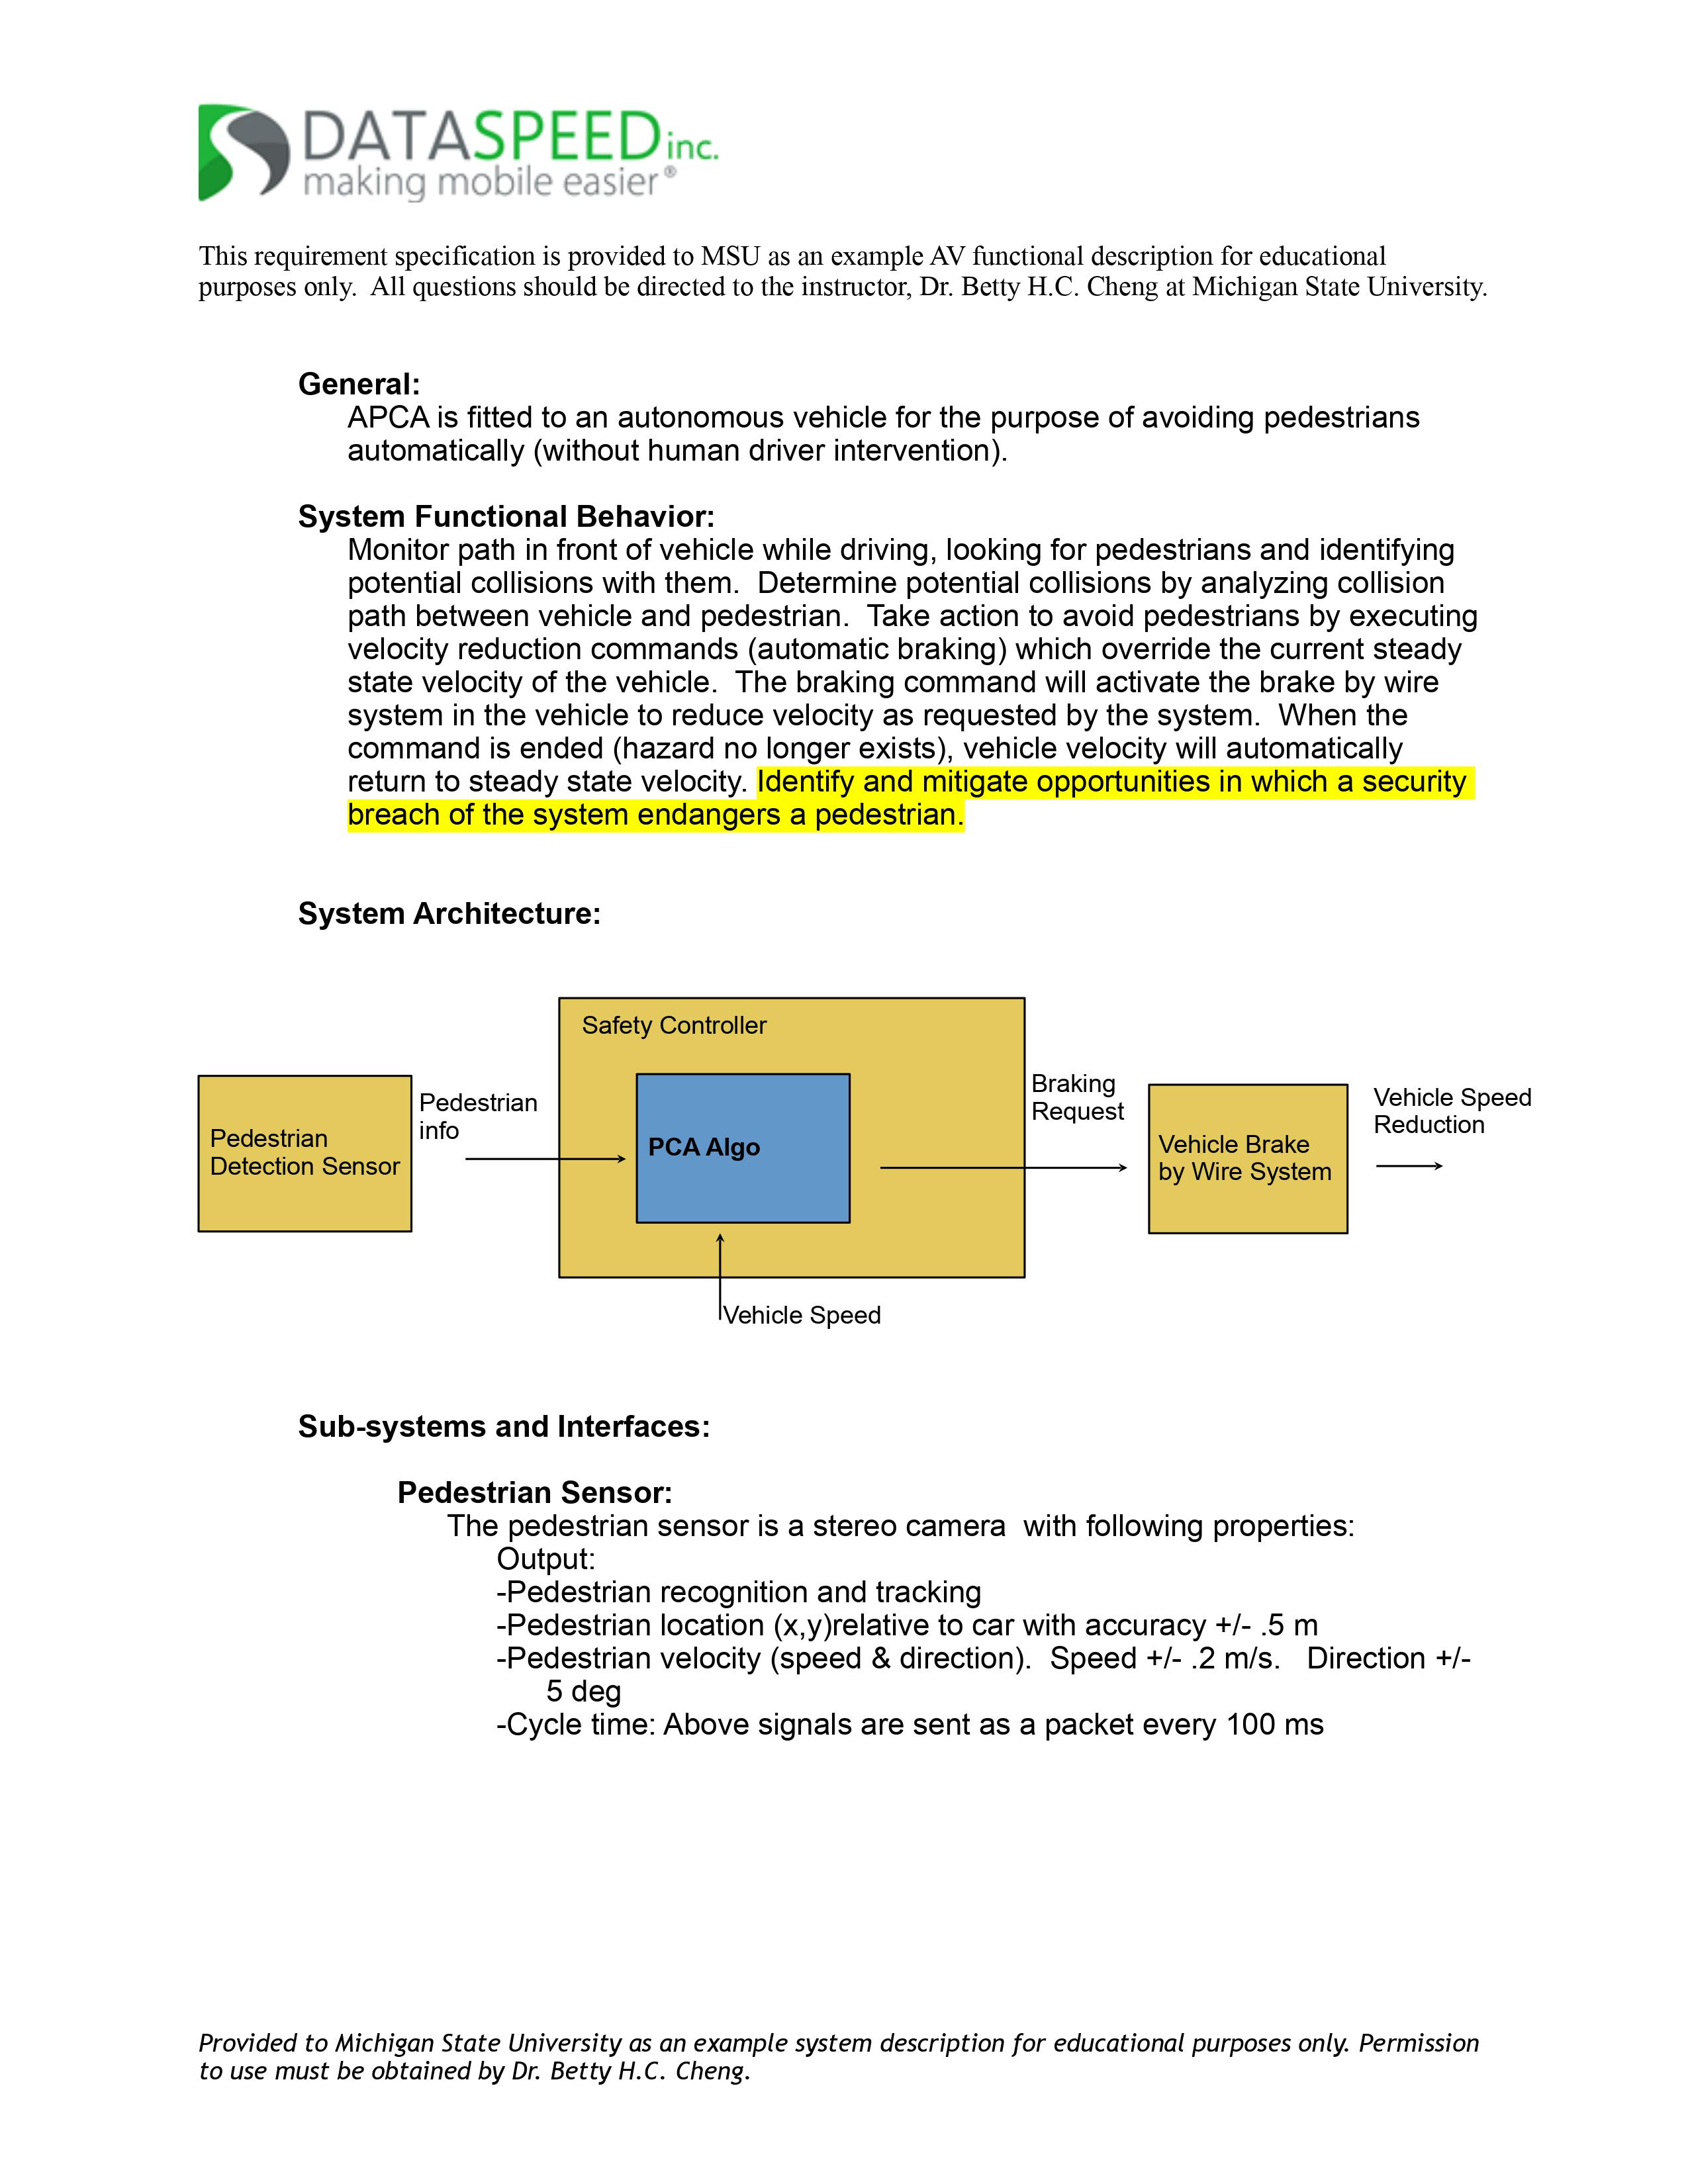 DATASPEED inc.
making mobile easier®
This requirement specification is provided to MSU as an example AV functional description for educational
purposes only.  All questions should be directed to the instructor, Dr. Betty H.C. Cheng at Michigan State University.
General:
APCA is fitted to an autonomous vehicle for the purpose of avoiding pedestrians
automatically (without human driver intervention).
System Functional Behavior:
Monitor path in front of vehicle while driving, looking for pedestrians and identifying
potential collisions with them.  Determine potential collisions by analyzing collision
path between vehicle and pedestrian.  Take action to avoid pedestrians by executing
velocity reduction commands (automatic braking) which override the current steady
state velocity of the vehicle.  The braking command will activate the brake by wire
system in the vehicle to reduce velocity as requested by the system.  When the
command is ended (hazard no longer exists), vehicle velocity will automatically
return to steady state velocity. Identify and mitigate opportunities in which a security
breach of the system endangers a pedestrian.
System Architecture:
Pedestrian
Detection Sensor
Pedestrian
info
Safety Controller
PCA Algo
Vehicle Speed
Braking
Request
Vehicle Brake
by Wire System
Vehicle Speed
Reduction
Sub-systems and Interfaces:
Pedestrian Sensor:
The pedestrian sensor is a stereo camera  with following properties:
Output:
-Pedestrian recognition and tracking
-Pedestrian location (x,y)relative to car with accuracy +/- .5 m
-Pedestrian velocity (speed & direction).  Speed +/- .2 m/s.   Direction +/-
5 deg
-Cycle time: Above signals are sent as a packet every 100 ms
Provided to Michigan State University as an example system description for educational purposes only. Permission
to use must be obtained by Dr. Betty H.C. Cheng.